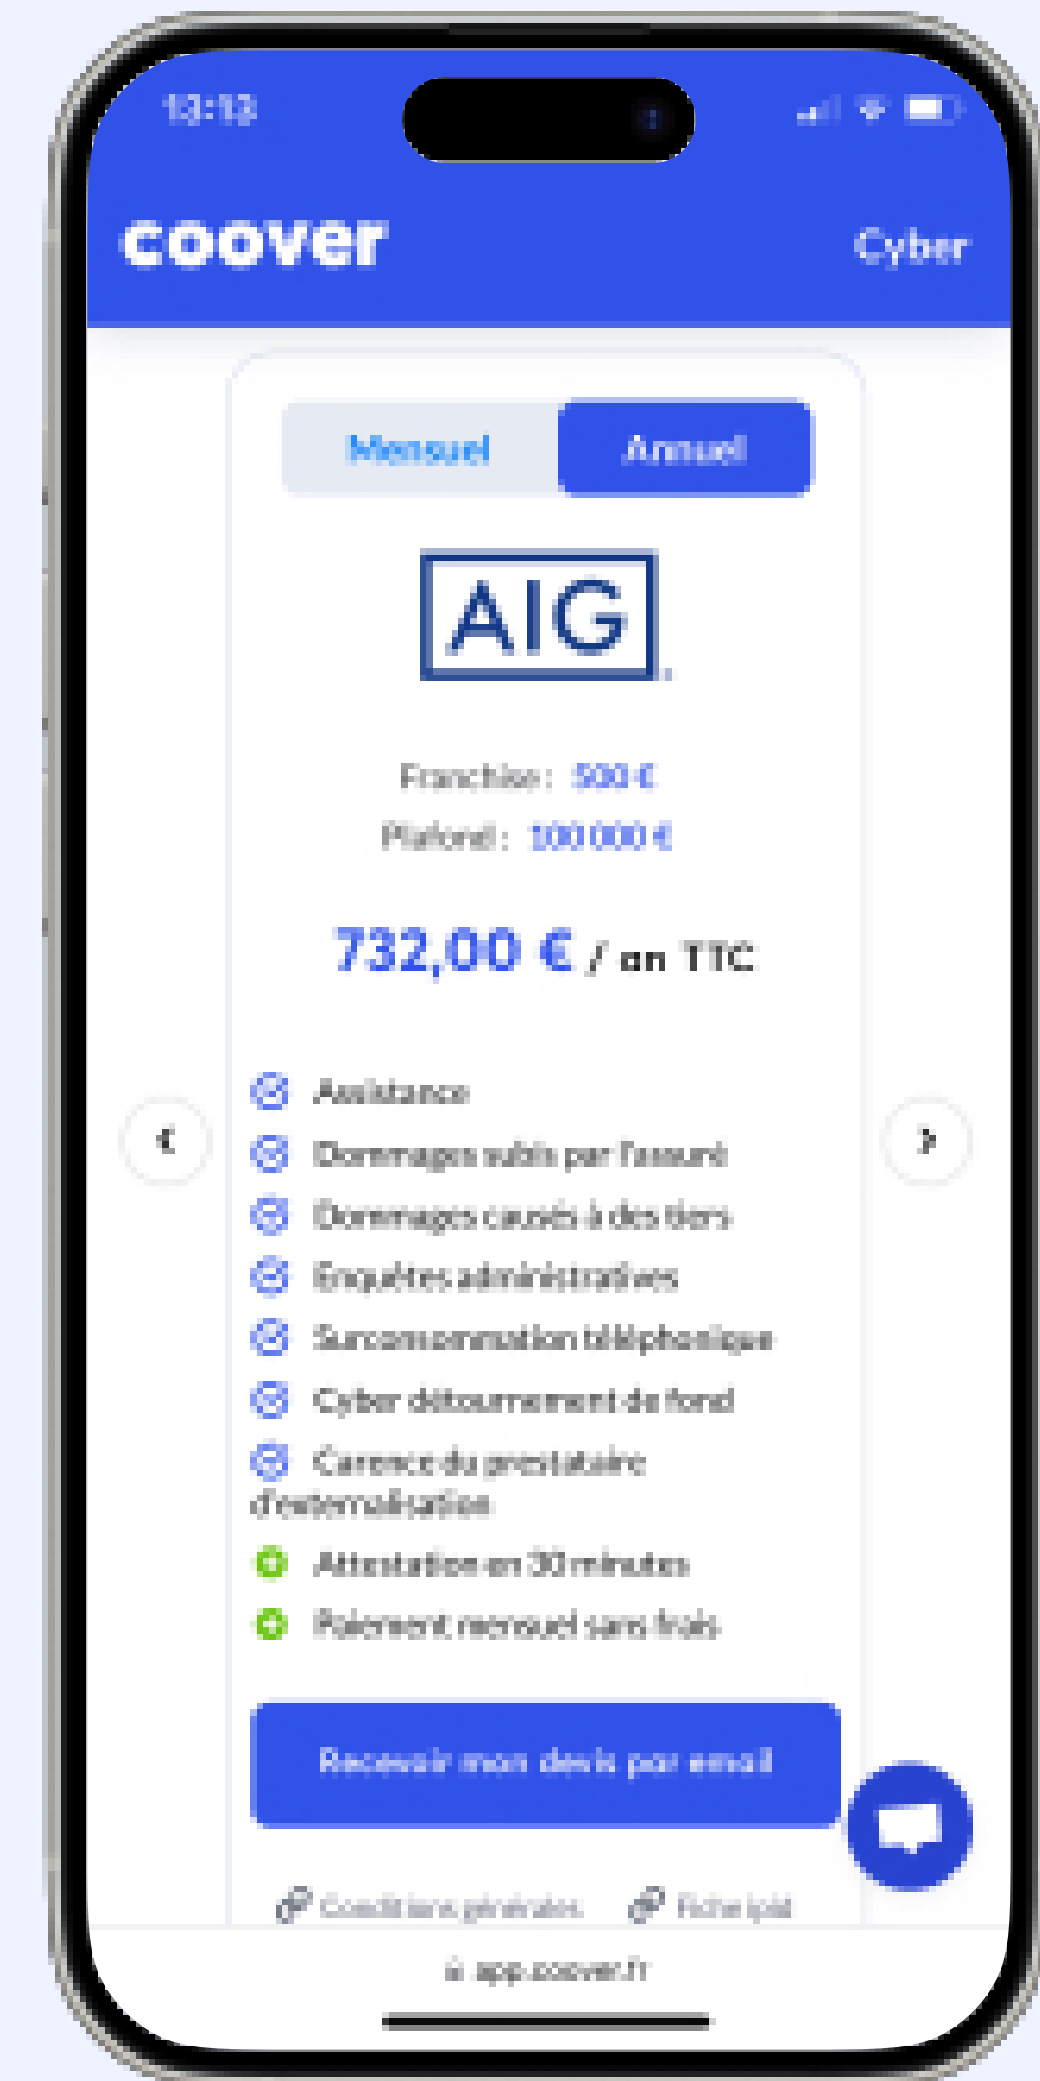 13:13
coover
Cyber
Mensuel
Annuel
AIG
Franchise : 500 €
Plafond : 100 000 €
732,00 € / an TTC
Assistance
Dommages subis par l'assuré
Dommages causés à des tiers
Enquêtes administratives
Surconsommation téléphonique
Cyber détournement de fond
Carence du prestataire
d'externalisation
Attestation en 30 minutes
Paiement mensuel sans frais
Recevoir mon devis par email
Conditions générales
Fiche ipid
app.coover.fr